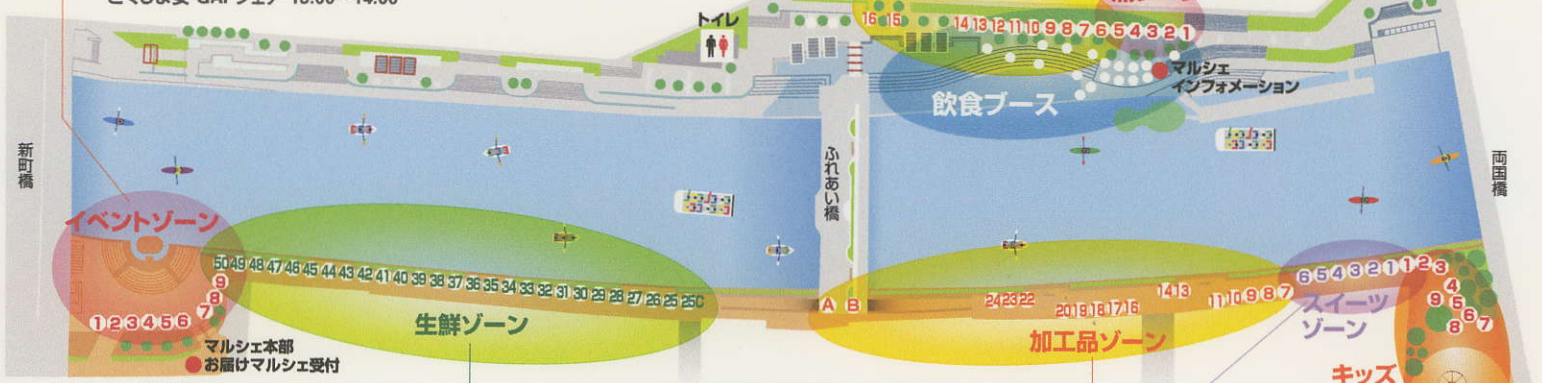 トイレ
16 15
14 13 12 11 10 9 8 7 6 5 4 3 2 1
マルシェ
インフォメーション
飲食ブース
新町橋
ふれあい橋
両国橋
イベントゾーン
50 49 48 47 46 45 44 43 42 41 40 39 38 37 36 35 34 33 32 31 30 29 28 27 26 25 25C
9
8
7
1 2 3 4 5 6
生鮮ゾーン
マルシェ本部
お届けマルシェ受付
A B
24 23 22
20 19 18 17 16
14 13
11 10 9 8 7
加工品ゾーン
6 5 4 3 2 1
スイーツ
ゾーン
1 2 3
4
9 5
6
8 7
キッズ